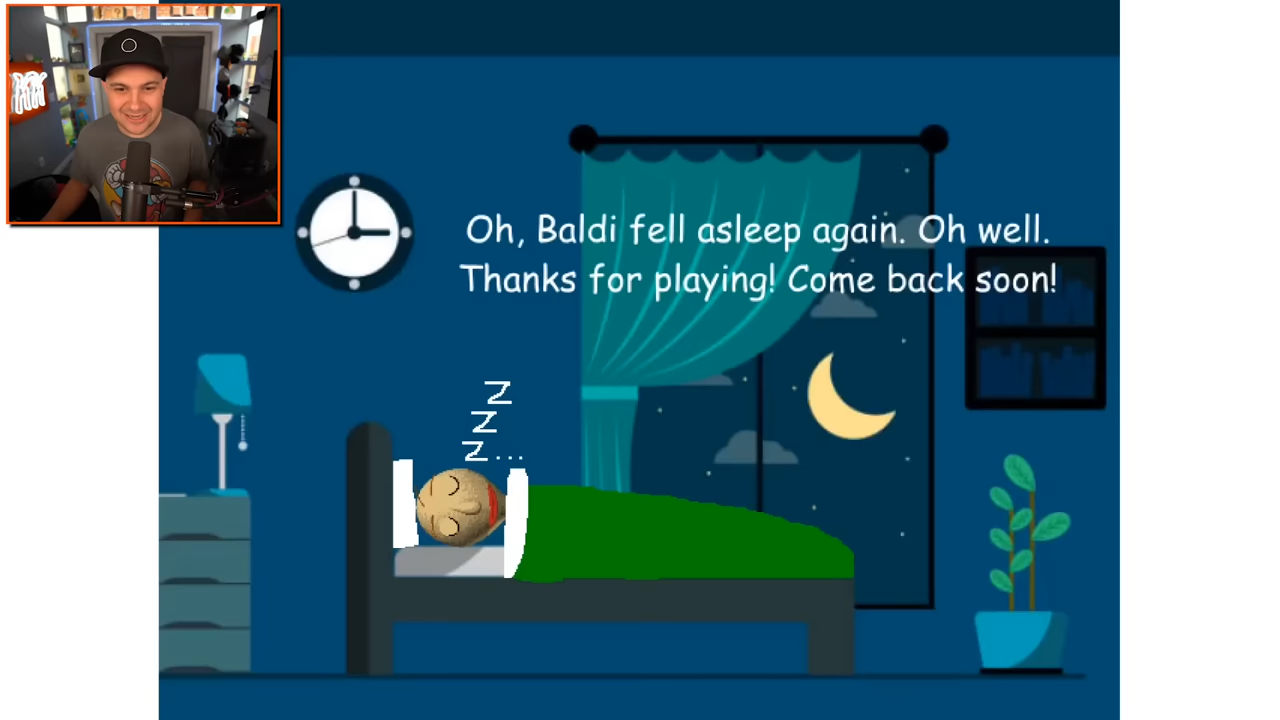 Oh, Baldi fell asleep again. Oh well.
Thanks for playing! Come back soon!
Z
Z
Z...